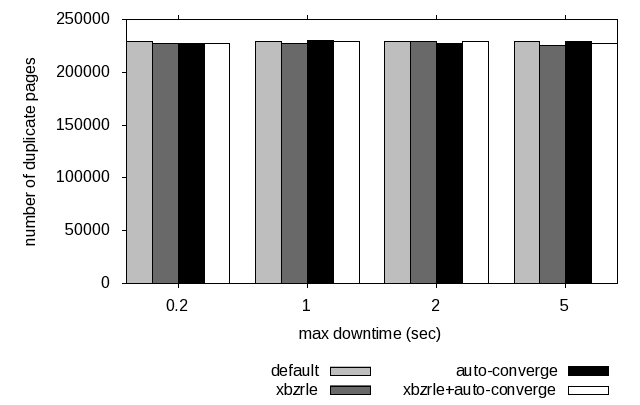 250000
200000
150000
100000
50000
0
number of duplicate pages
0.2 1 2 5
max downtime (sec)
default auto-converge
xbzrle xbzrle+auto-converge